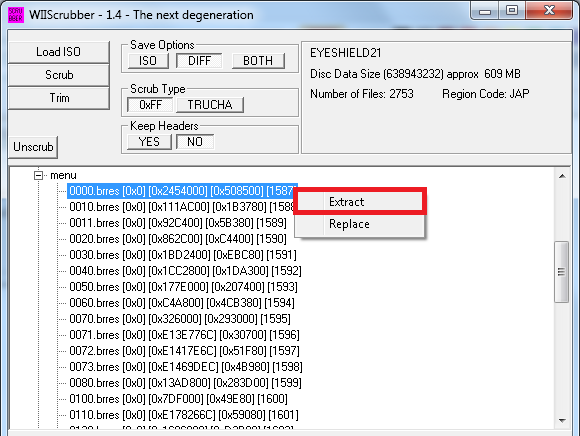 WIIScrubber - 1.4 - The next degeneration
Load ISO
Scrub
Trim
Unscrub
Save Options
ISO DIFF BOTH
Scrub Type
0xFF TRUCHA
Keep Headers
YES NO
EYESHIELD21
Disc Data Size (638943232) approx 609 MB
Number of Files: 2753 Region Code: JAP
menu
0000.brres [0x0] [0x2454000] [0x508500] [1587]
0010.brres [0x0] [0x111AC00] [0x1B3780] [1588
0011.brres [0x0] [0x92C400] [0x5B380] [1589]
0020.brres [0x0] [0x862C00] [0xC4400] [1590]
0030.brres [0x0] [0x1BD2400] [0xEBC80] [1591]
0040.brres [0x0] [0x1CC2800] [0x1DA300] [1592]
0050.brres [0x0] [0x177E000] [0x207400] [1593]
0060.brres [0x0] [0xC4A800] [0x4CB380] [1594]
0070.brres [0x0] [0x326000] [0x293000] [1595]
0071.brres [0x0] [0xE13E776C] [0x30700] [1596]
0072.brres [0x0] [0xE1417E6C] [0x51F80] [1597]
0073.brres [0x0] [0xE1469DEC] [0x4B980] [1598]
0080.brres [0x0] [0x13AD800] [0x283D00] [1599]
0100.brres [0x0] [0x7DF000] [0x49E80] [1600]
0110.brres [0x0] [0xE178266C] [0x59080] [1601]
Extract
Replace